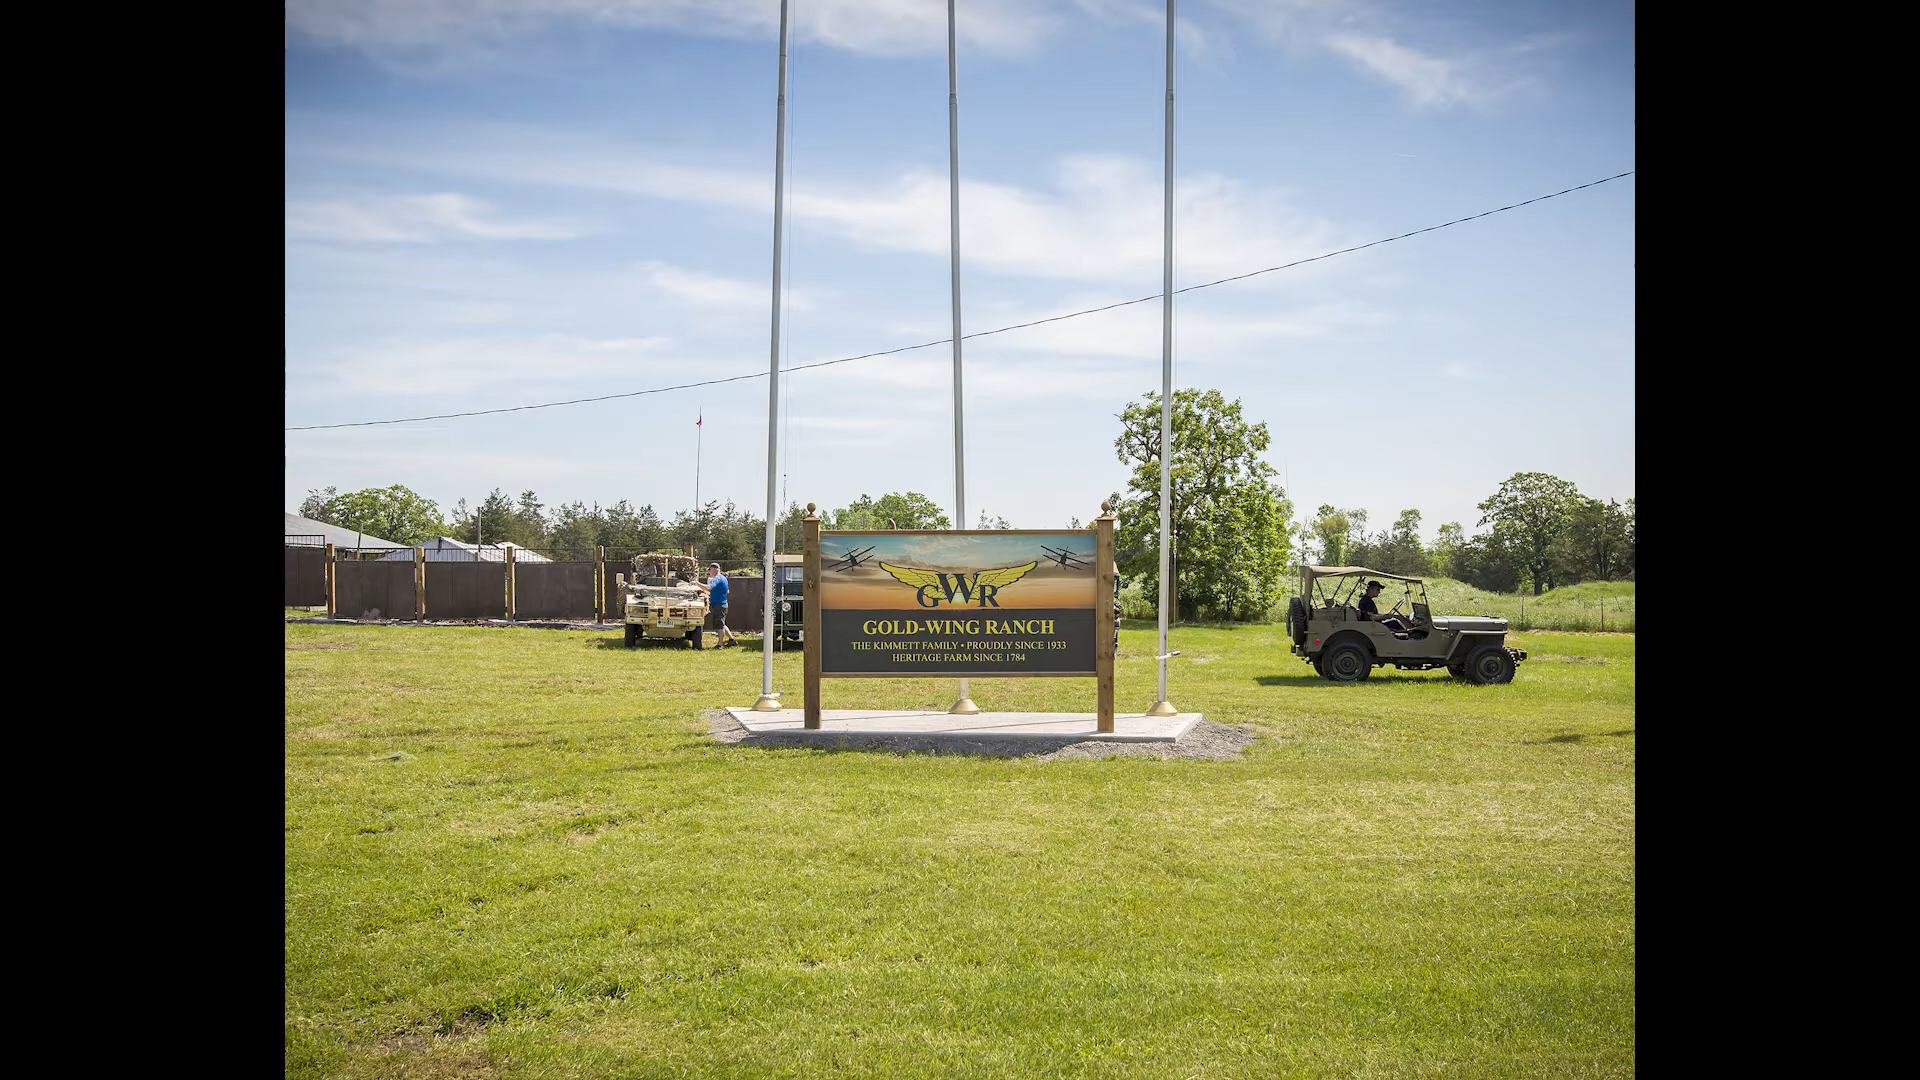 GWR
GOLD-WING RANCH
THE KIMMETT FAMILY • PROUDLY SINCE 1933
HERITAGE FARM SINCE 1784